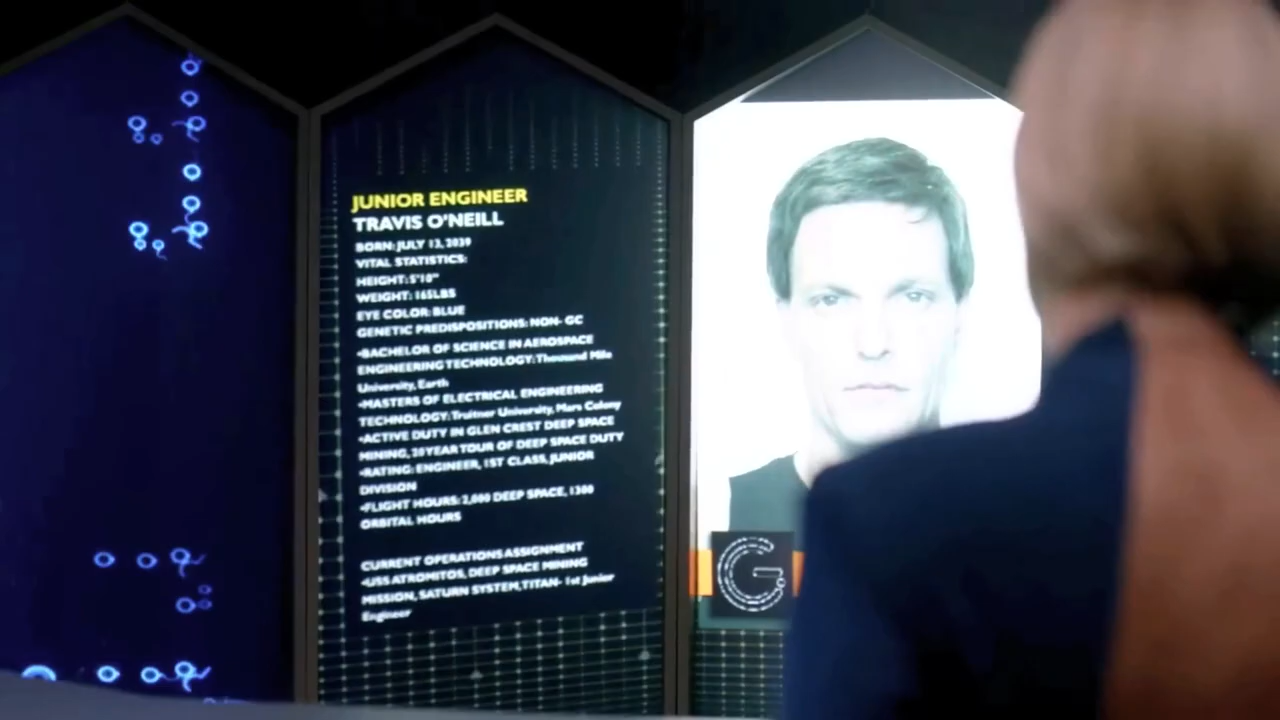 JUNIOR ENGINEER
TRAVIS O'NEILL
BORN: JULY 13, 2039
VITAL STATISTICS:
HEIGHT: 5'10"
WEIGHT: 165LBS
EYE COLOR: BLUE
GENETIC PREDISPOSITIONS: NON- GC
•BACHELOR OF SCIENCE IN AEROSPACE
ENGINEERING TECHNOLOGY: Thousand Mile
University, Earth
•MASTERS OF ELECTRICAL ENGINEERING
TECHNOLOGY: Truitner University, Mars Colony
•ACTIVE DUTY IN GLEN CREST DEEP SPACE
MINING, 20 YEAR TOUR OF DEEP SPACE DUTY
•RATING: ENGINEER, 1ST CLASS, JUNIOR
DIVISION
•FLIGHT HOURS: 2,000 DEEP SPACE, 1300
ORBITAL HOURS
CURRENT OPERATIONS ASSIGNMENT
•USS ATROMITOS, DEEP SPACE MINING
MISSION, SATURN SYSTEM, TITAN- 1st Junior
Engineer
G